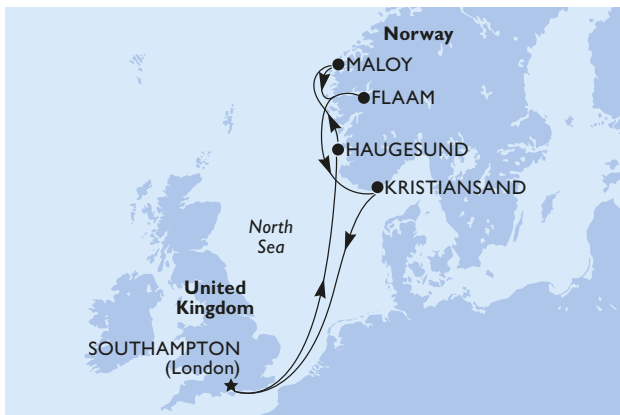 Norway
MALOY
FLAAM
HAUGESUND
KRISTIANSAND
North
Sea
United
Kingdom
SOUTHAMPTON
(London)